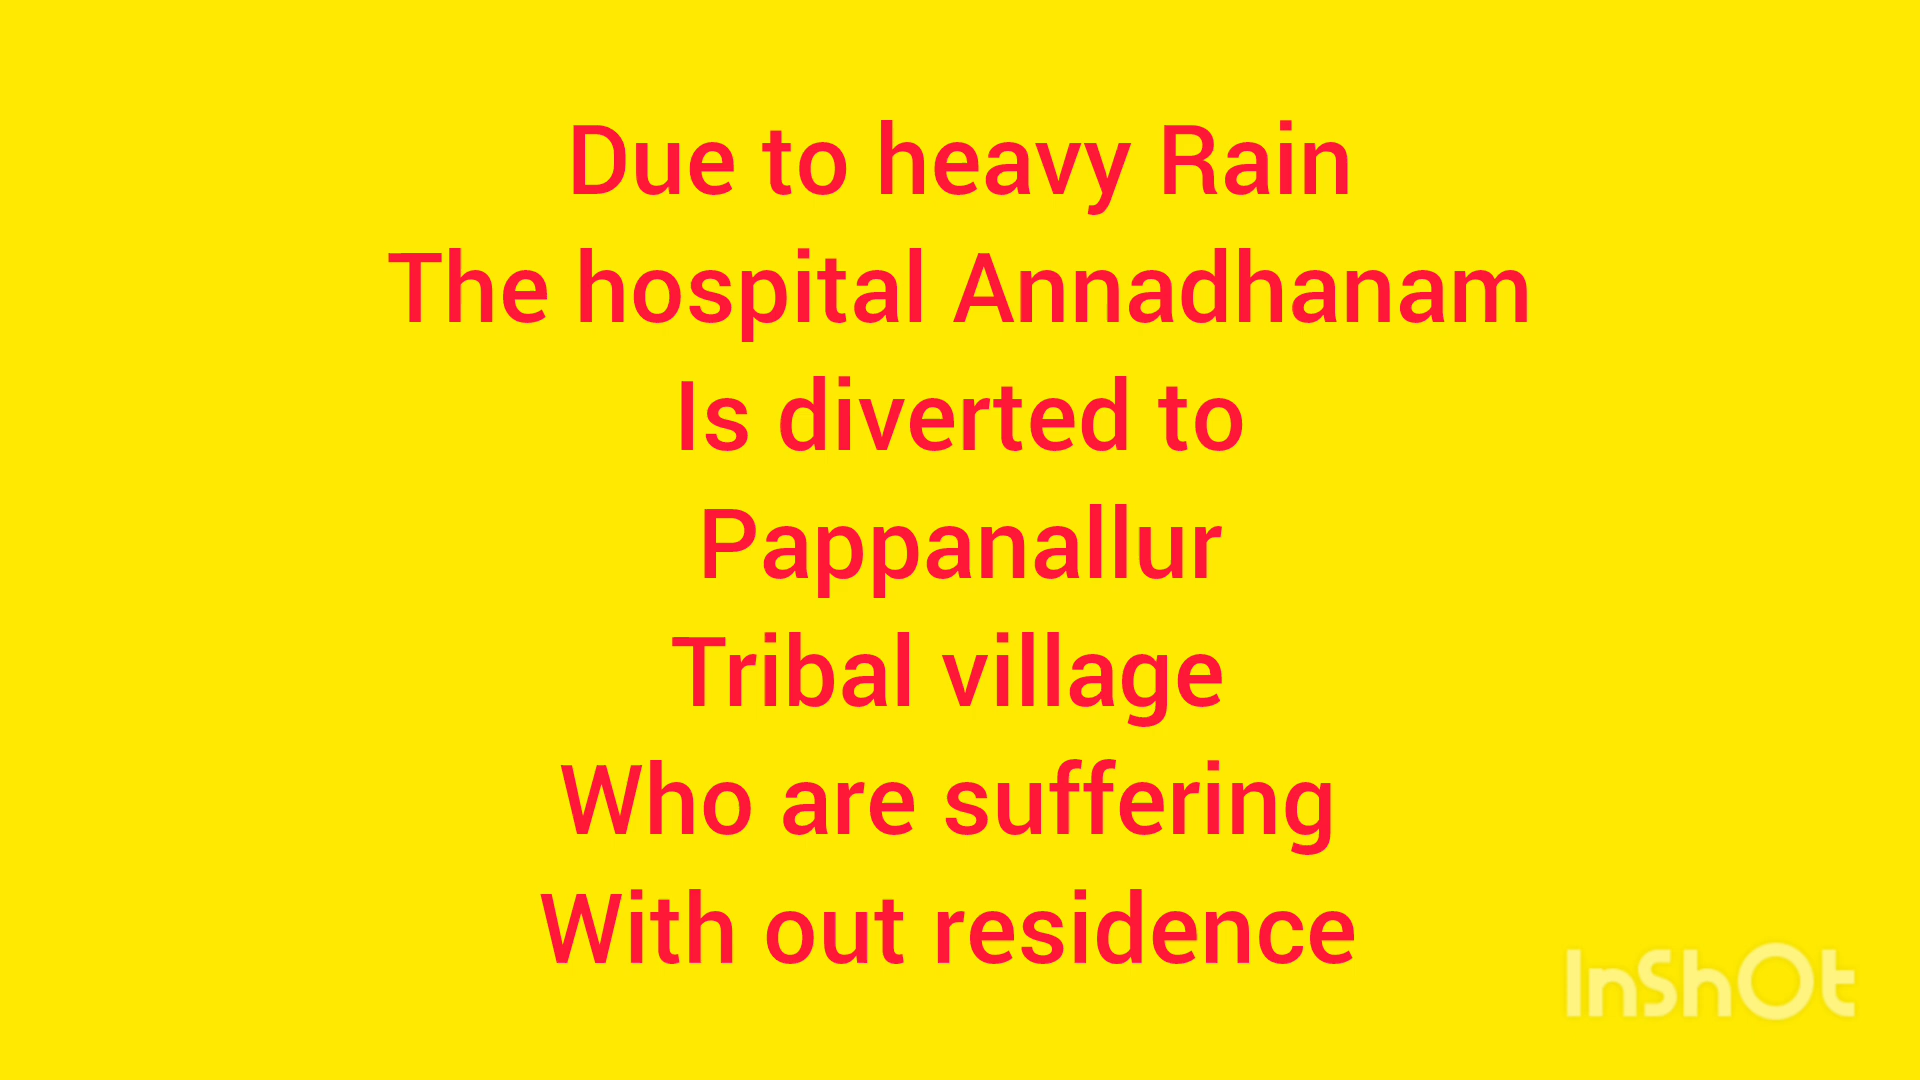 Due to heavy Rain
The hospital Annadhanam
Is diverted to
Pappanallur
Tribal village
Who are suffering
With out residence
InShOt